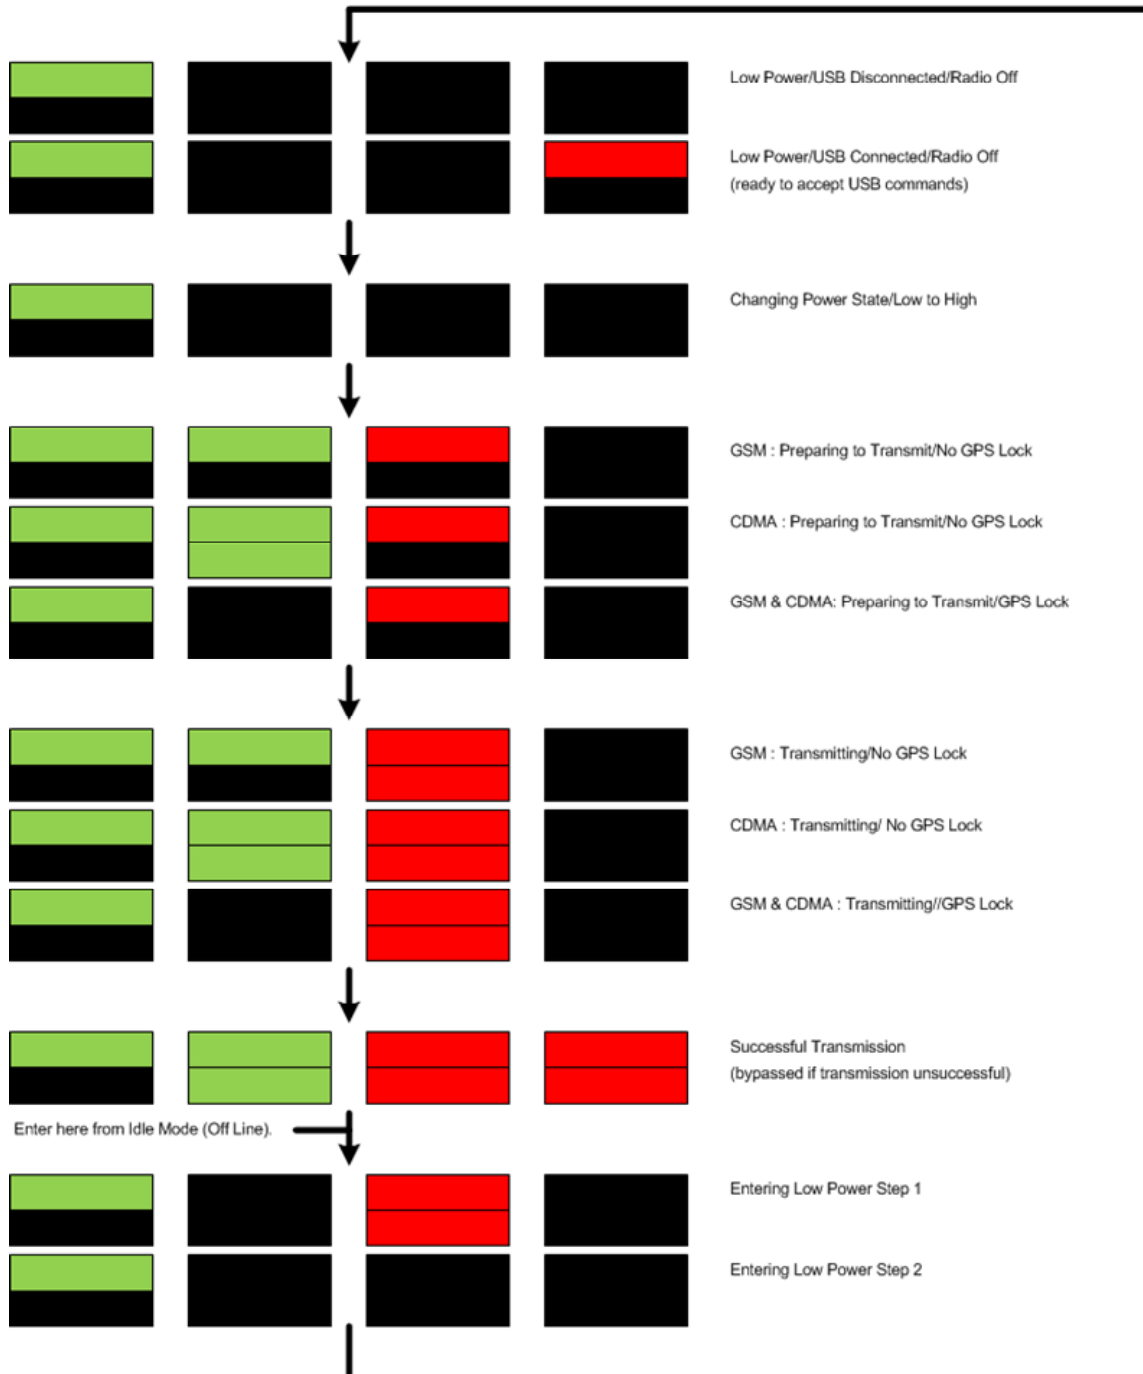 Low Power/USB Disconnected/Radio Off
Low Power/USB Connected/Radio Off
(ready to accept USB commands)
Changing Power State/Low to High
GSM : Preparing to Transmit/No GPS Lock
CDMA : Preparing to Transmit/No GPS Lock
GSM & CDMA: Preparing to Transmit/GPS Lock
GSM : Transmitting/No GPS Lock
CDMA : Transmitting/ No GPS Lock
GSM & CDMA : Transmitting//GPS Lock
Successful Transmission
(bypassed if transmission unsuccessful)
Enter here from Idle Mode (Off Line).
Entering Low Power Step 1
Entering Low Power Step 2